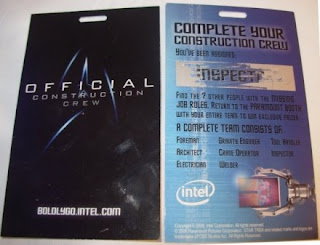 OFFICIAL
CONSTRUCTION
CREW
BOLDLYGO.INTEL.COM
COMPLETE YOUR
CONSTRUCTION CREW
YOU'VE BEEN ASSIGNED:
INSPECT
FIND THE 7 OTHER PEOPLE WITH THE MISSING
JOB ROLES. RETURN TO THE PARAMOUNT BOOTH
WITH YOUR ENTIRE TEAM TO WIN EXCLUSIVE PRIZES.
A COMPLETE TEAM CONSISTS OF:
FOREMAN GRAVITY ENGINEER
ARCHITECT CRANE OPERATOR INSPECTOR
ELECTRICIAN WELDER
intel